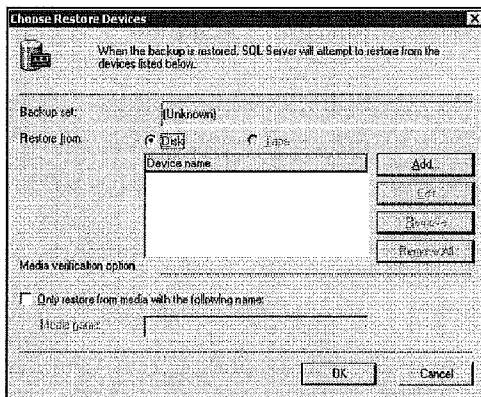 Choose Restore Devices
When the backup is restored, SQL Server will attempt to restore from the
devices listed below.
Backup set: (Unknown)
Restore from: Disk Tape
Device name
Add...
Edit
Remove
Remove All
Media verification option
Only restore from media with the following name:
Media name:
OK Cancel